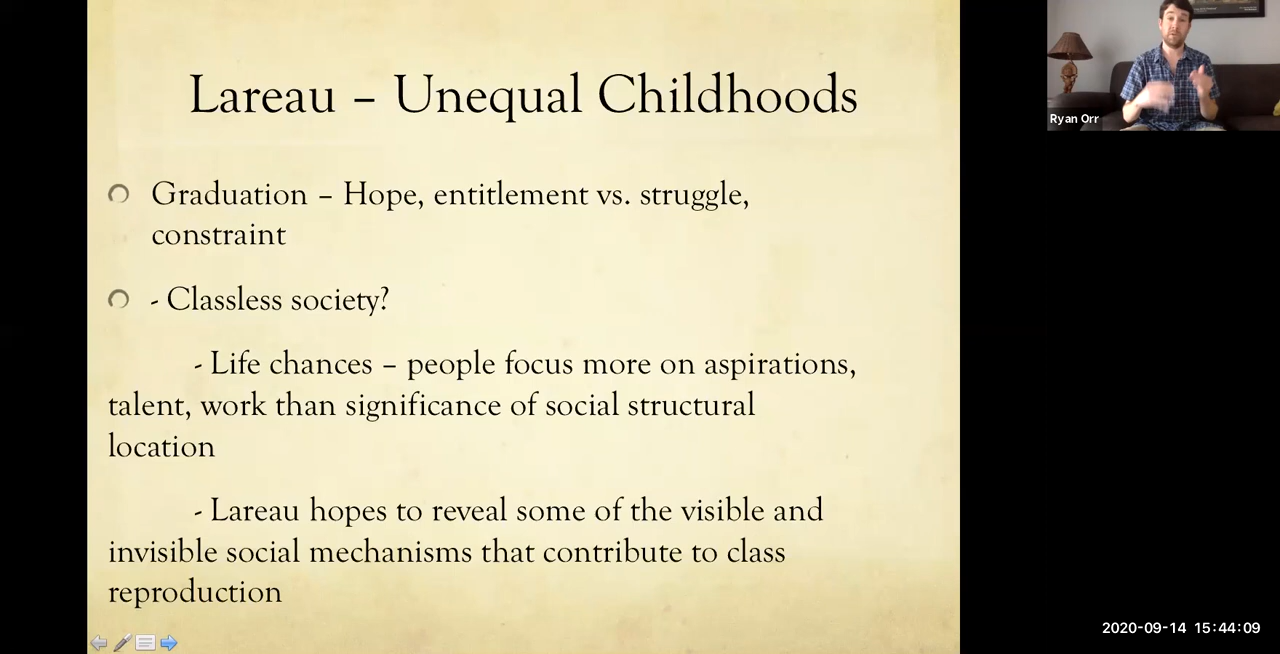 Lareau – Unequal Childhoods
Graduation – Hope, entitlement vs. struggle,
constraint
- Classless society?
- Life chances – people focus more on aspirations,
talent, work than significance of social structural
location
- Lareau hopes to reveal some of the visible and
invisible social mechanisms that contribute to class
reproduction
Ryan Orr
2020-09-14 15:44:09